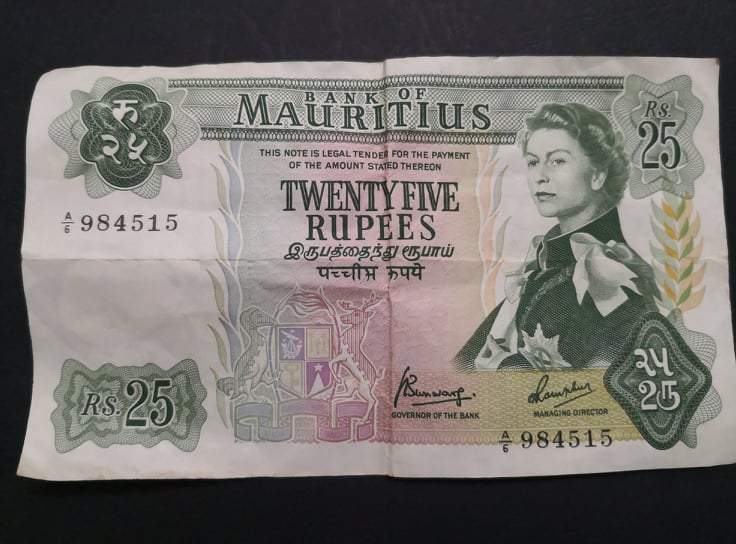 BANK OF
MAURITIUS
रु
२५
Rs.
25
THIS NOTE IS LEGAL TENDER FOR THE PAYMENT
OF THE AMOUNT STATED THEREON
TWENTY FIVE
RUPEES
A/6 984515
இருபத்தைந்து ரூபாய்
पच्चीस रुपये
Rs. 25
GOVERNOR OF THE BANK
MANAGING DIRECTOR
A/6 984515